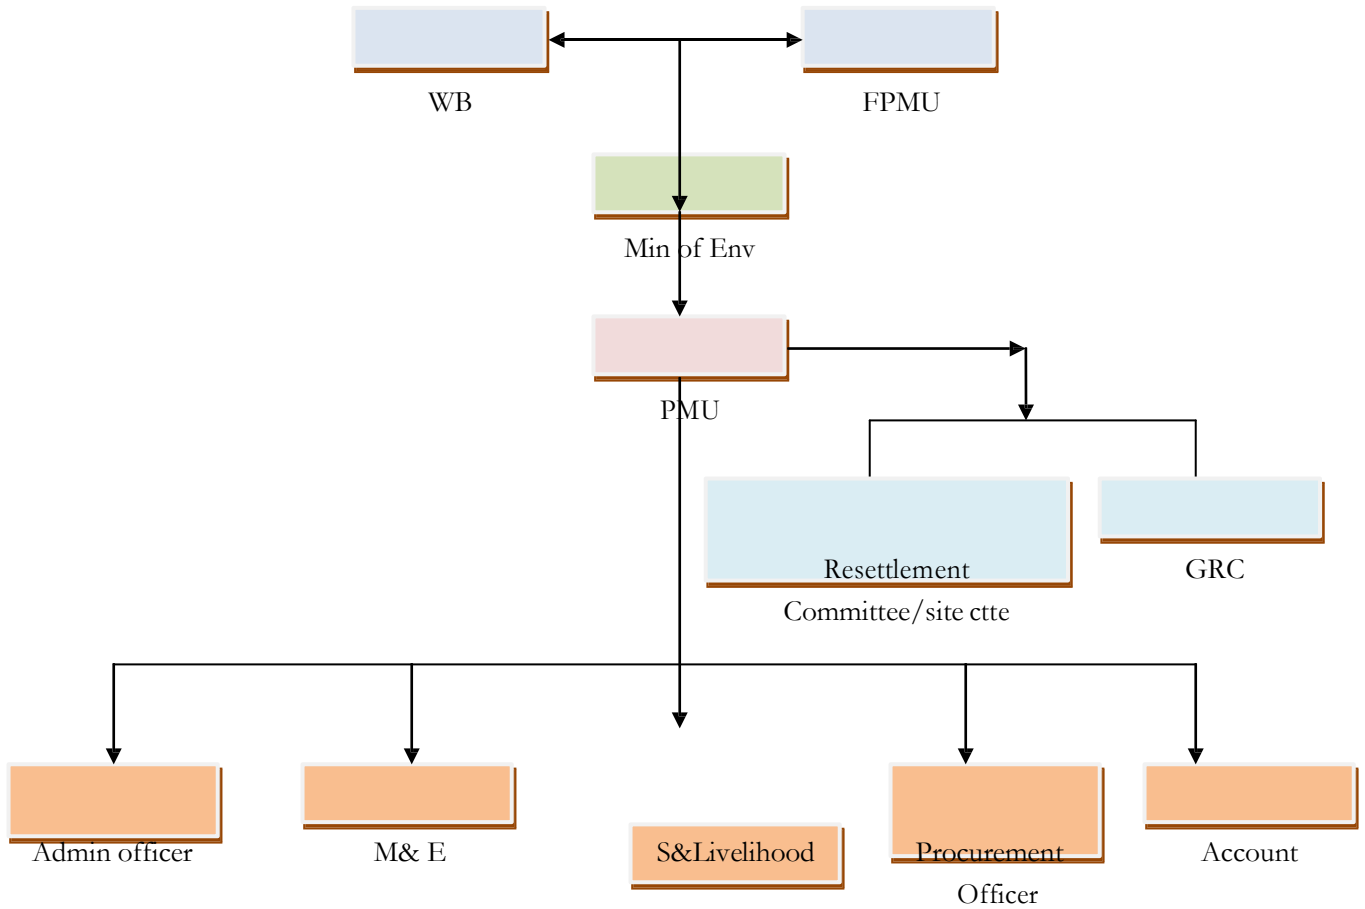 WB
FPMU
Min of Env
PMU
Resettlement
Committee/site ctte
GRC
Admin officer
M& E
S&Livelihood
Procurement
Officer
Account